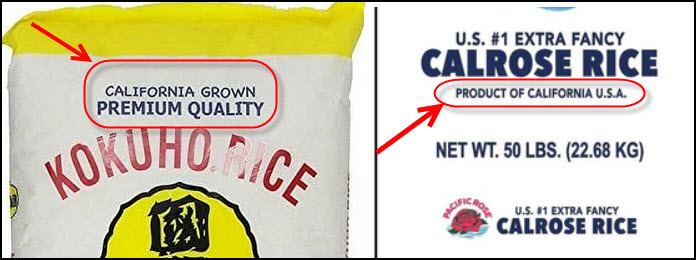 CALIFORNIA GROWN
PREMIUM QUALITY
KOKUHO RICE
國
U.S. #1 EXTRA FANCY
CALROSE RICE
PRODUCT OF CALIFORNIA U.S.A.
NET WT. 50 LBS. (22.68 KG)
PACIFIC ROSE
U.S. #1 EXTRA FANCY
CALROSE RICE